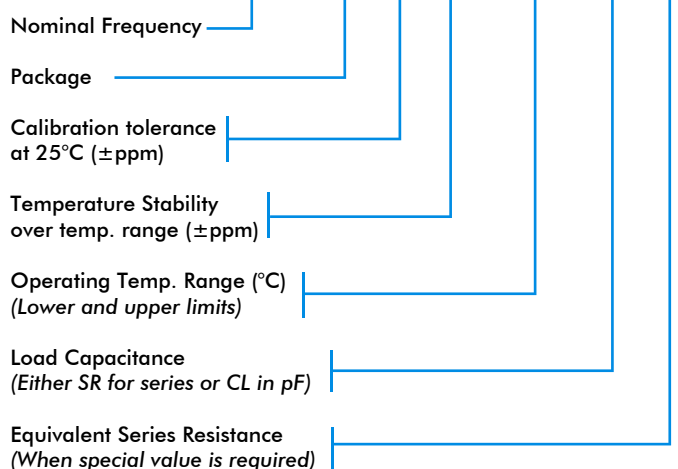 Nominal Frequency
Package
Calibration tolerance
at 25°C (±ppm)
Temperature Stability
over temp. range (±ppm)
Operating Temp. Range (°C)
(Lower and upper limits)
Load Capacitance
(Either SR for series or CL in pF)
Equivalent Series Resistance
(When special value is required)